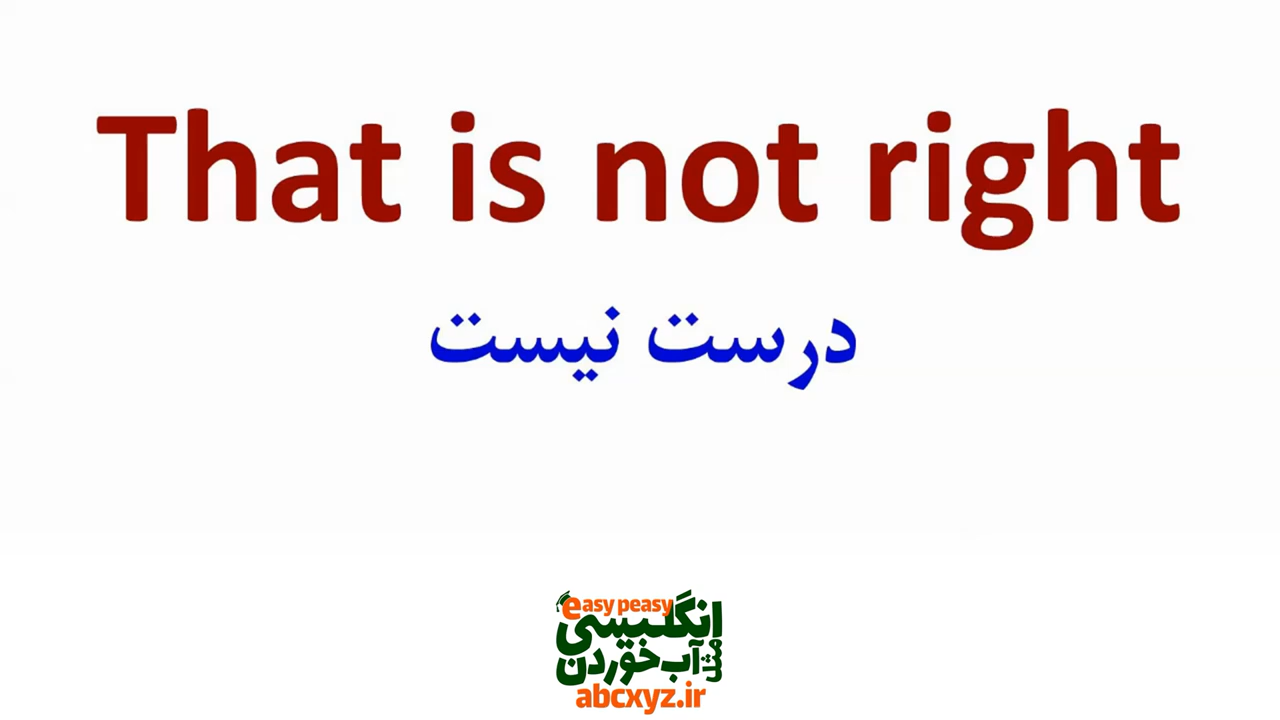 That is not right
درست نیست
easy peasy
انگلیسی
مثل آب خوردن
abcxyz.ir